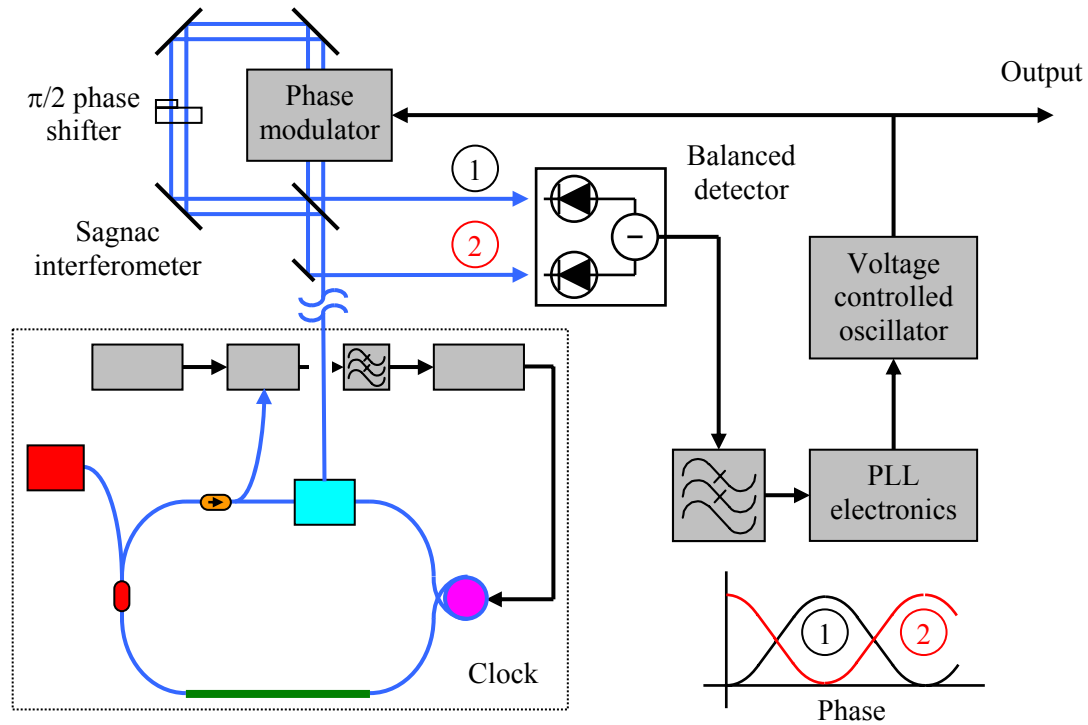 Output
π/2 phase
shifter
Phase
modulator
1
Balanced
detector
2
−
Sagnac
interferometer
Voltage
controlled
oscillator
PLL
electronics
1
2
Clock
Phase